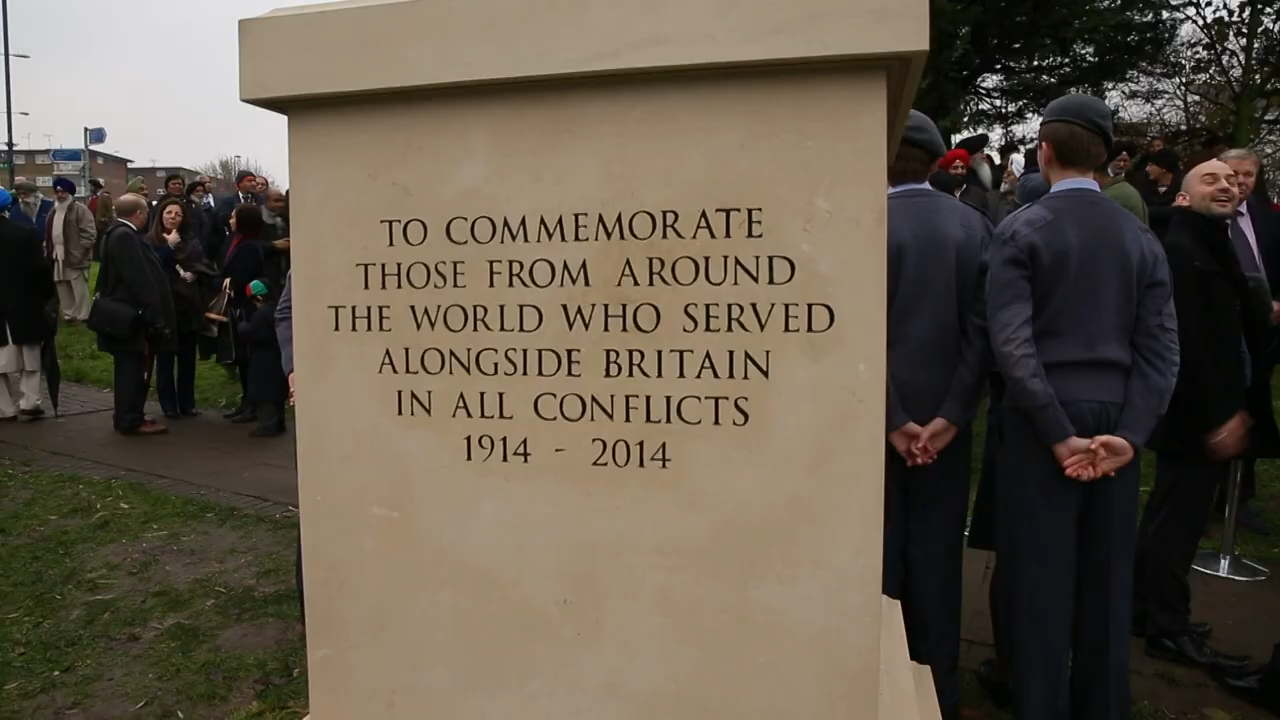 TO COMMEMORATE
THOSE FROM AROUND
THE WORLD WHO SERVED
ALONGSIDE BRITAIN
IN ALL CONFLICTS
1914 - 2014